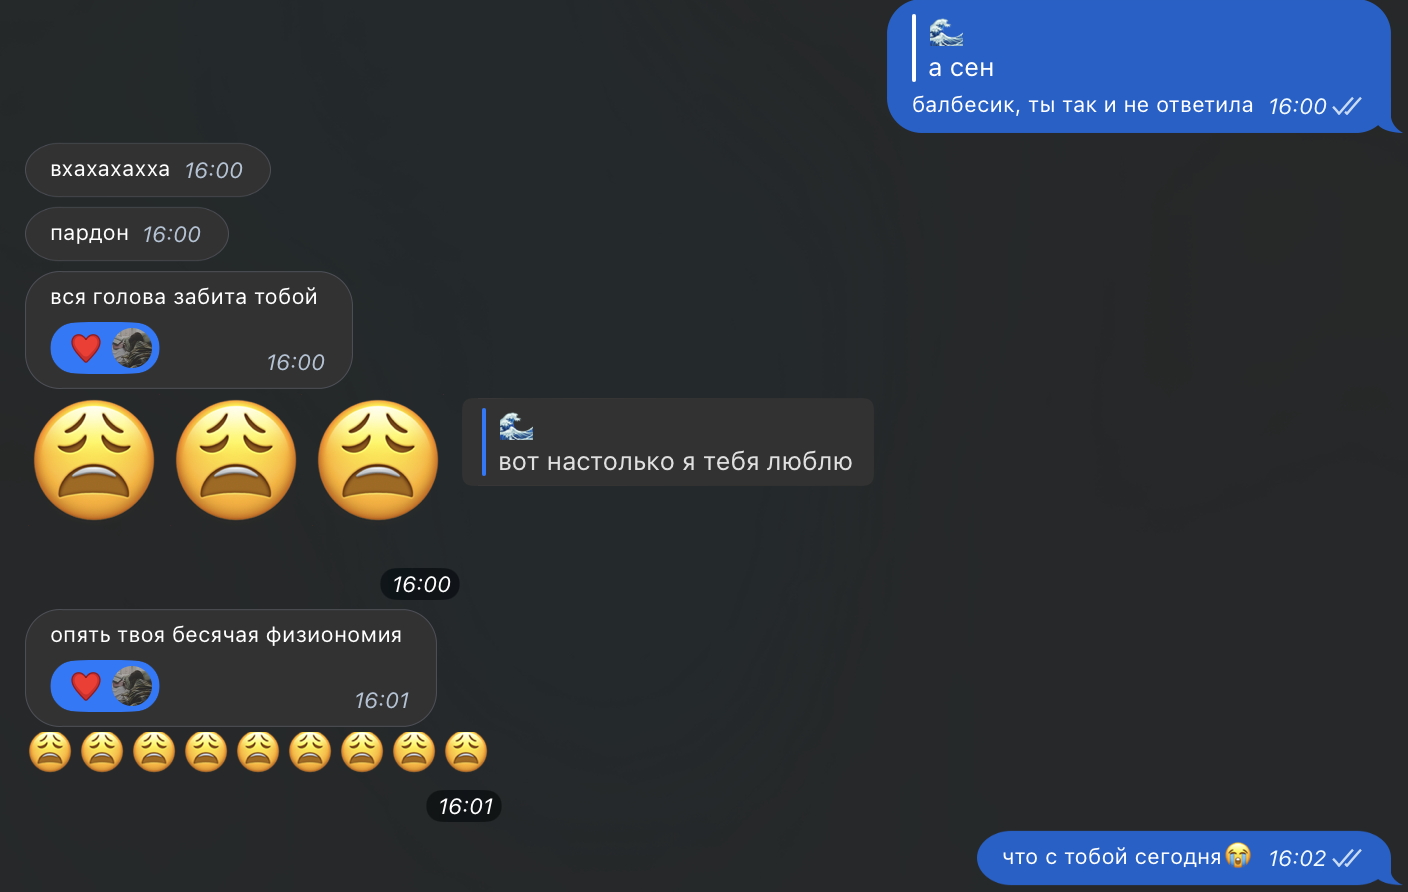 🌊
а сен
балбесик, ты так и не ответила 16:00
вхахахахха 16:00
пардон 16:00
вся голова забита тобой
❤️ 16:00
😩😩😩
🌊
вот настолько я тебя люблю
16:00
опять твоя бесячая физиономия
❤️ 16:01
😩😩😩😩😩😩😩😩😩
16:01
что с тобой сегодня😭 16:02